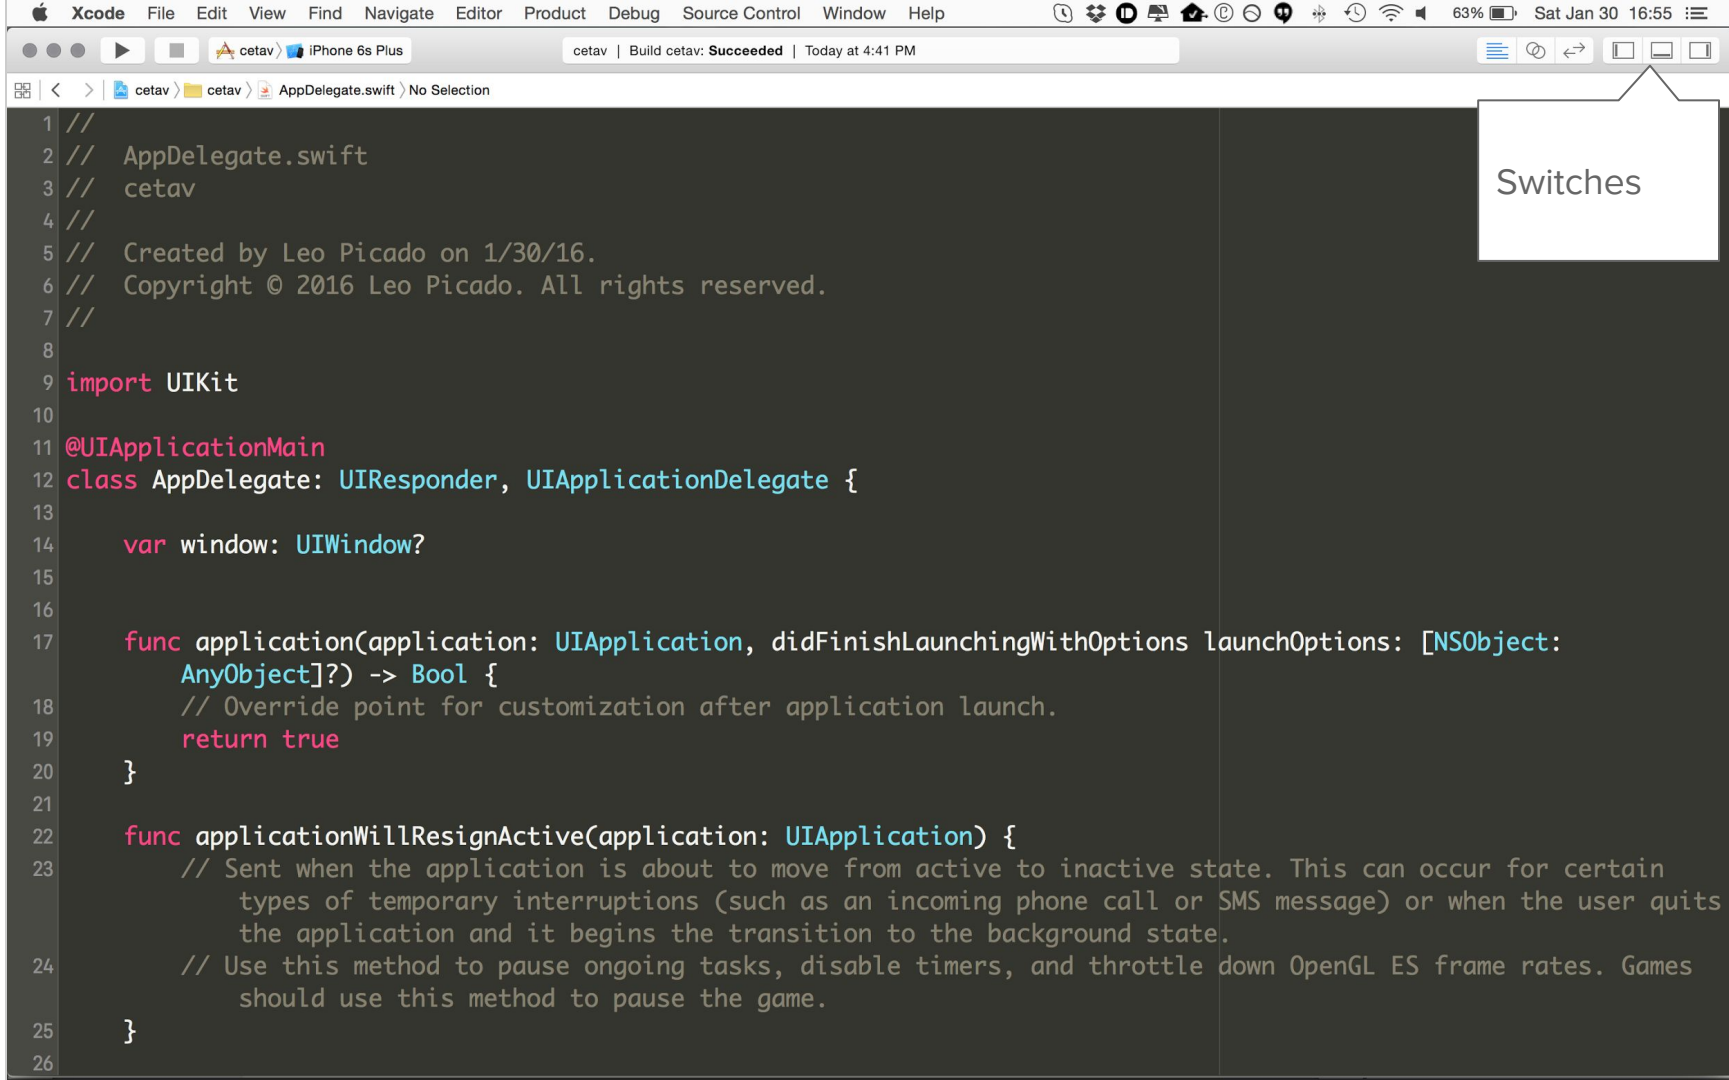 Xcode File Edit View Find Navigate Editor Product Debug Source Control Window Help 63% Sat Jan 30 16:55
cetav iPhone 6s Plus cetav | Build cetav: Succeeded | Today at 4:41 PM
cetav cetav AppDelegate.swift No Selection
Switches
1 //
2 //  AppDelegate.swift
3 //  cetav
4 //
5 //  Created by Leo Picado on 1/30/16.
6 //  Copyright © 2016 Leo Picado. All rights reserved.
7 //
8
9 import UIKit
10
11 @UIApplicationMain
12 class AppDelegate: UIResponder, UIApplicationDelegate {
13
14     var window: UIWindow?
15
16
17     func application(application: UIApplication, didFinishLaunchingWithOptions launchOptions: [NSObject:
AnyObject]?) -> Bool {
18         // Override point for customization after application launch.
19         return true
20     }
21
22     func applicationWillResignActive(application: UIApplication) {
23         // Sent when the application is about to move from active to inactive state. This can occur for certain
types of temporary interruptions (such as an incoming phone call or SMS message) or when the user quits
the application and it begins the transition to the background state.
24         // Use this method to pause ongoing tasks, disable timers, and throttle down OpenGL ES frame rates. Games
should use this method to pause the game.
25     }
26